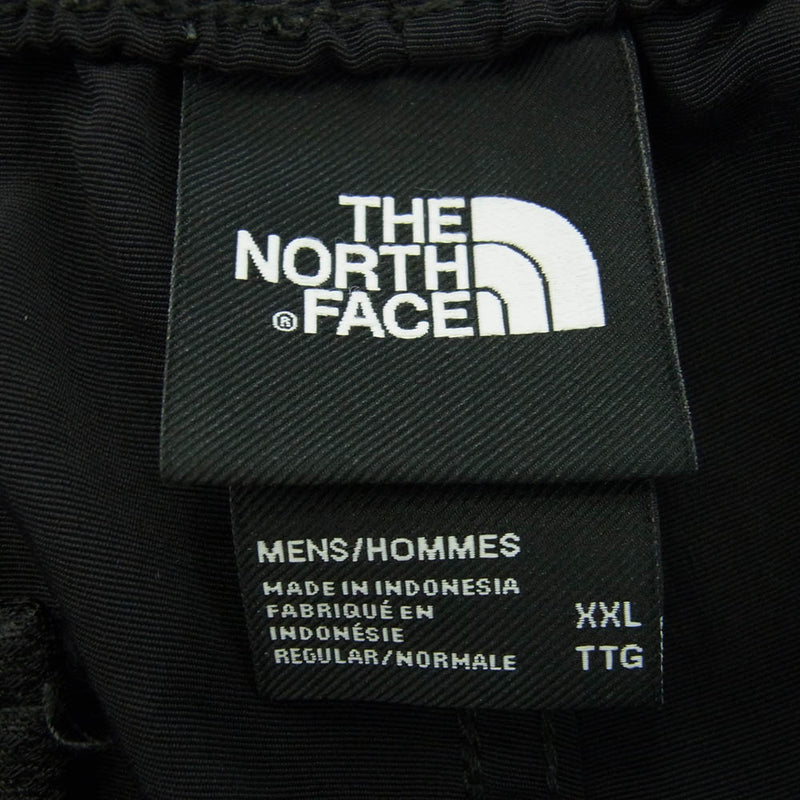 THE
NORTH
® FACE
MENS/HOMMES
MADE IN INDONESIA
FABRIQUÉ EN
INDONÉSIE
REGULAR/NORMALE
XXL
TTG